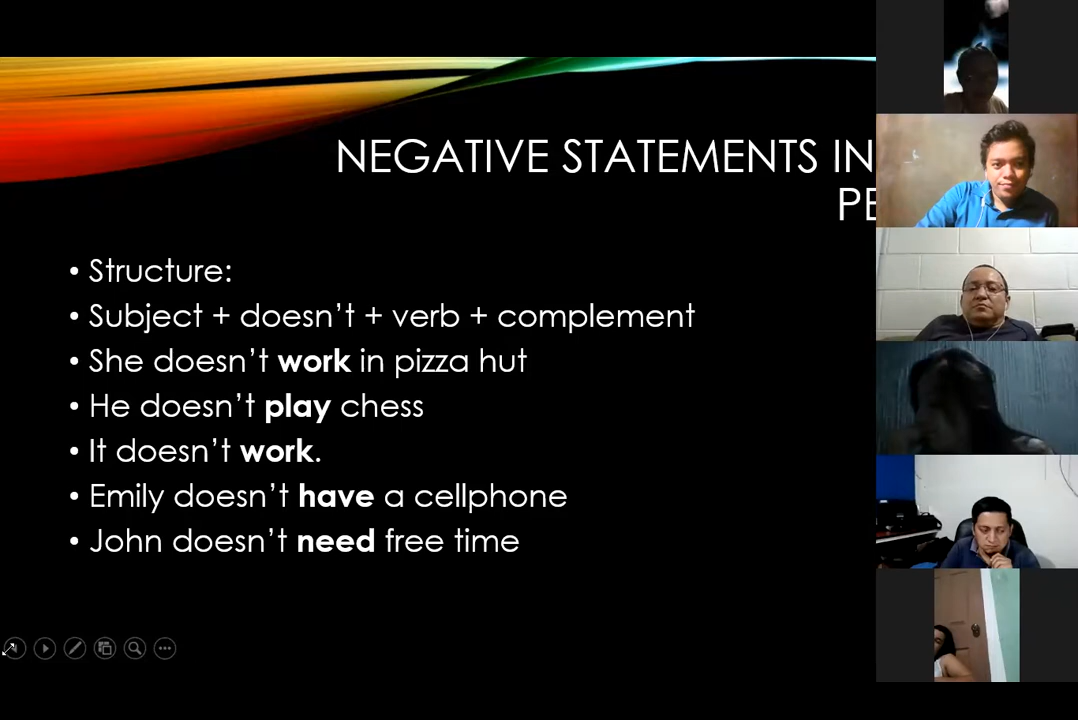 NEGATIVE STATEMENTS IN
PE
• Structure:
• Subject + doesn't + verb + complement
• She doesn't work in pizza hut
• He doesn't play chess
• It doesn't work.
• Emily doesn't have a cellphone
• John doesn't need free time